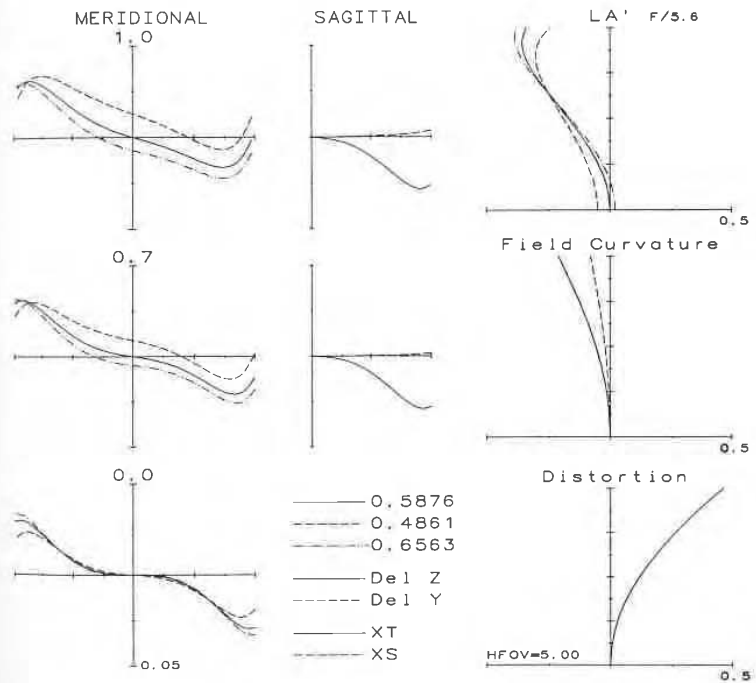 MERIDIONAL
1.0
SAGITTAL
LA' F/5.6
0.5
0.7
Field Curvature
0.5
0.0
0.05
0.5876
0.4861
0.6563
Del Z
Del Y
XT
XS
Distortion
HFOV=5.00
0.5